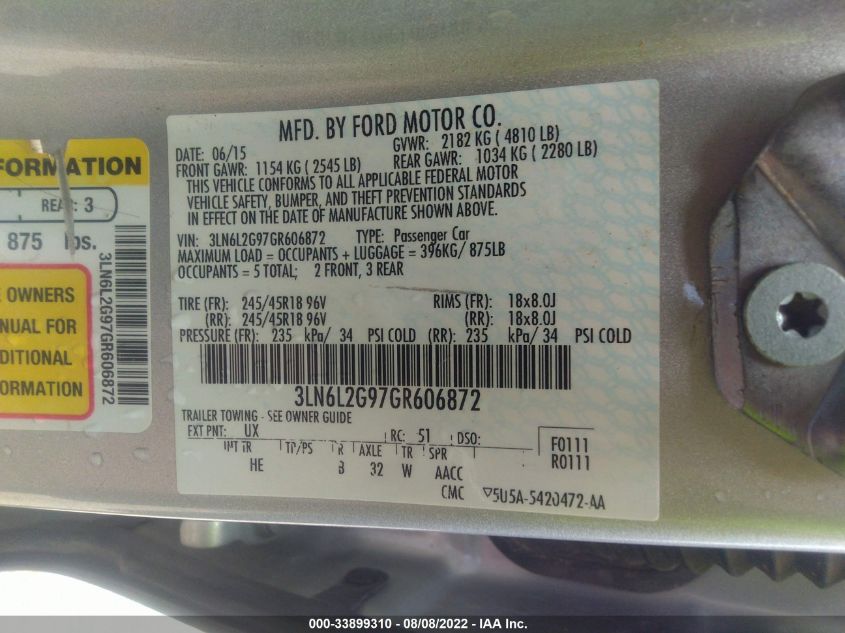 FORMATION
REAR: 3
875 lbs.
E OWNERS
ANUAL FOR
DITIONAL
FORMATION
3LN6L2G97GR606872
MFD. BY FORD MOTOR CO.
DATE: 06/15 GVWR: 2182 KG ( 4810 LB)
FRONT GAWR: 1154 KG ( 2545 LB) REAR GAWR: 1034 KG ( 2280 LB)
THIS VEHICLE CONFORMS TO ALL APPLICABLE FEDERAL MOTOR
VEHICLE SAFETY, BUMPER, AND THEFT PREVENTION STANDARDS
IN EFFECT ON THE DATE OF MANUFACTURE SHOWN ABOVE.
VIN: 3LN6L2G97GR606872 TYPE: Passenger Car
MAXIMUM LOAD = OCCUPANTS + LUGGAGE = 396KG/ 875LB
OCCUPANTS = 5 TOTAL; 2 FRONT, 3 REAR
TIRE (FR): 245/45R18 96V RIMS (FR): 18x8.0J
(RR): 245/45R18 96V (RR): 18x8.0J
PRESSURE (FR): 235 kPa/ 34 PSI COLD (RR): 235 kPa/ 34 PSI COLD
3LN6L2G97GR606872
TRAILER TOWING - SEE OWNER GUIDE
EXT PNT: UX RC: 51 DSO: F0111
INT TR TP/PS R AXLE TR SPR R0111
HE B 32 W AACC
CMC ▽5U5A-5420472-AA
000-33899310 - 08/08/2022 - IAA Inc.